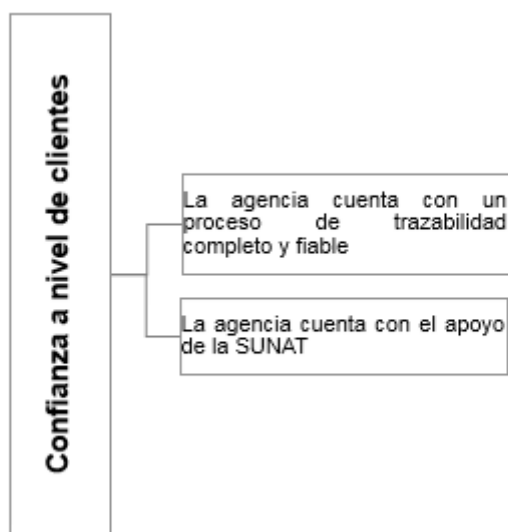 Confianza a nivel de clientes
La agencia cuenta con un
proceso de trazabilidad
completo y fiable
La agencia cuenta con el apoyo
de la SUNAT